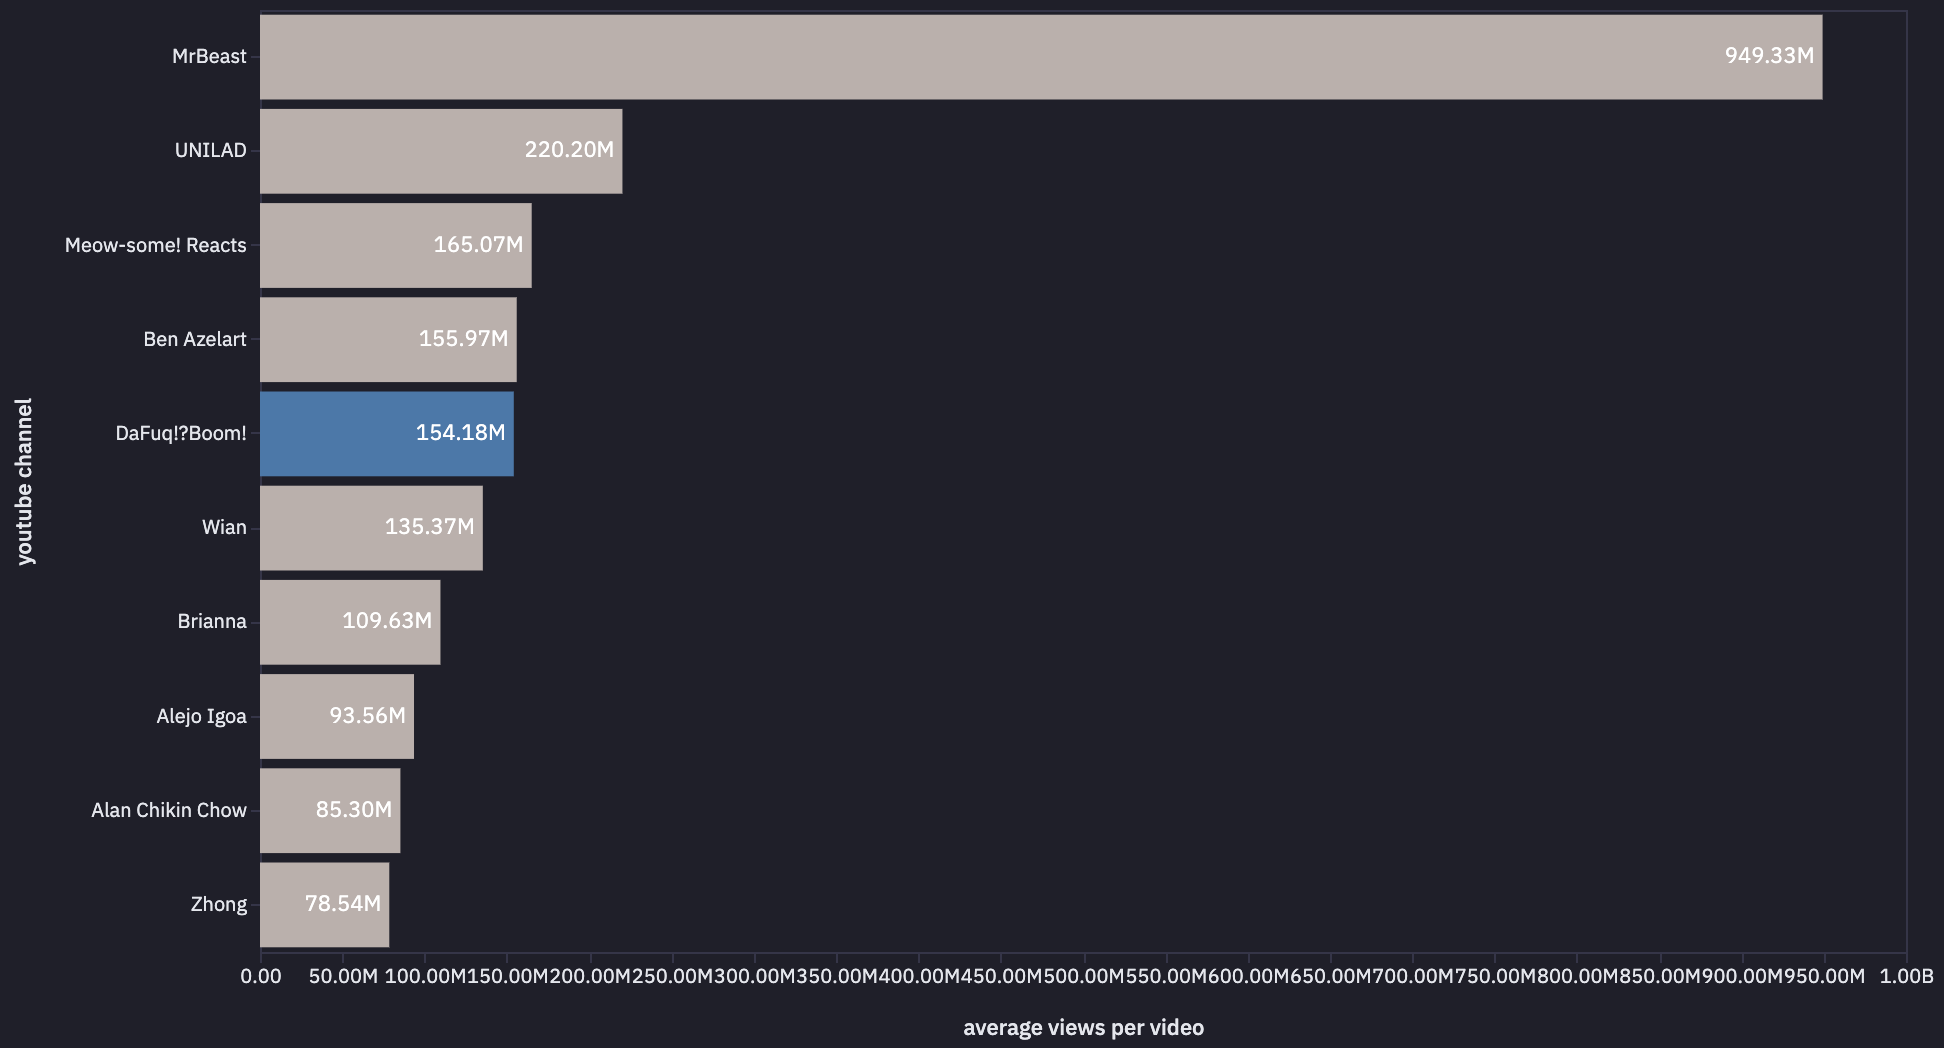 MrBeast 949.33M
UNILAD 220.20M
Meow-some! Reacts 165.07M
Ben Azelart 155.97M
DaFuq!?Boom! 154.18M
Wian 135.37M
Brianna 109.63M
Alejo Igoa 93.56M
Alan Chikin Chow 85.30M
Zhong 78.54M
youtube channel
0.00 50.00M 100.00M 150.00M 200.00M 250.00M 300.00M 350.00M 400.00M 450.00M 500.00M 550.00M 600.00M 650.00M 700.00M 750.00M 800.00M 850.00M 900.00M 950.00M 1.00B
average views per video